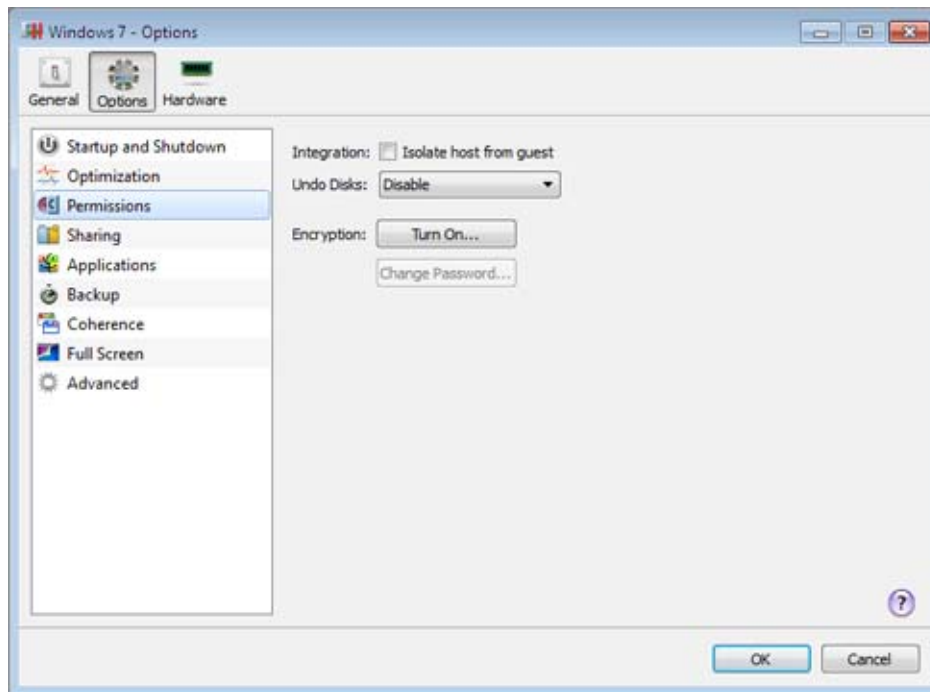 Windows 7 - Options
General Options Hardware
Startup and Shutdown
Optimization
Permissions
Sharing
Applications
Backup
Coherence
Full Screen
Advanced
Integration: Isolate host from guest
Undo Disks: Disable
Encryption: Turn On...
Change Password...
?
OK Cancel